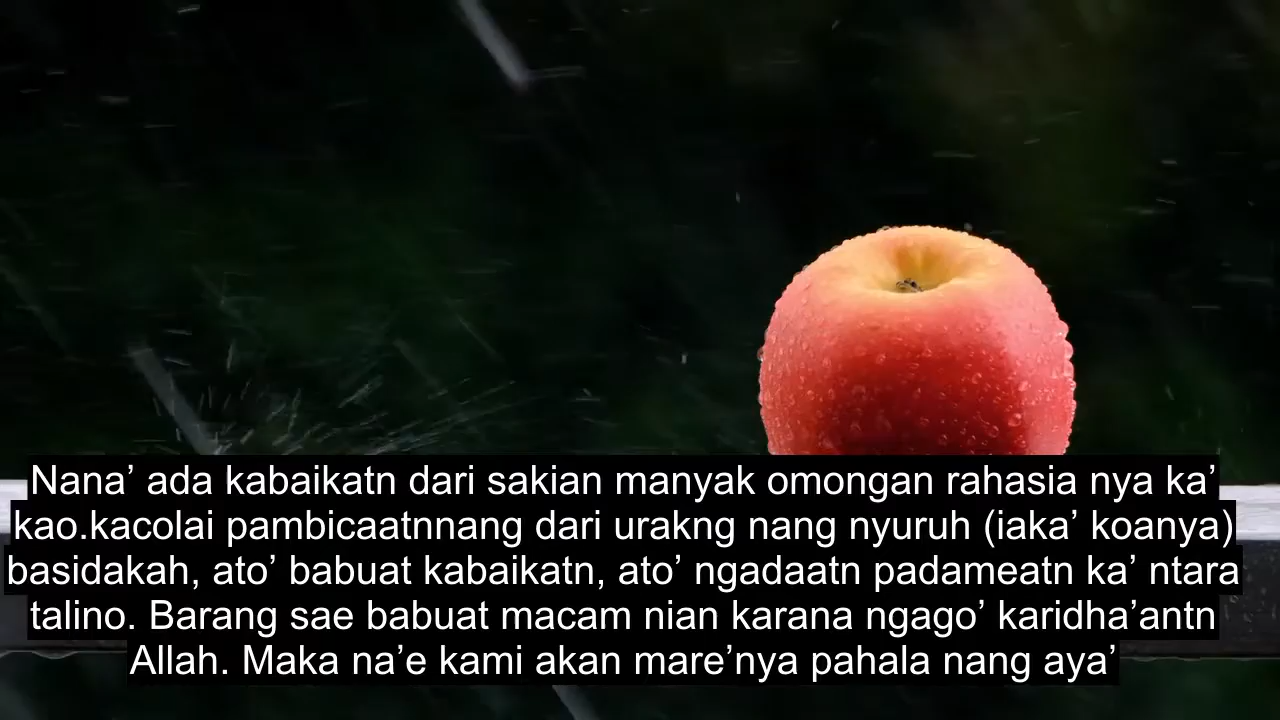 Nana’ ada kabaikatn dari sakian manyak omongan rahasia nya ka’
kao.kacolai pambicaatnnang dari urakng nang nyuruh (iaka’ koanya)
basidakah, ato’ babuat kabaikatn, ato’ ngadaatn padameatn ka’ ntara
talino. Barang sae babuat macam nian karana ngago’ karidha’antn
Allah. Maka na’e kami akan mare’nya pahala nang aya’